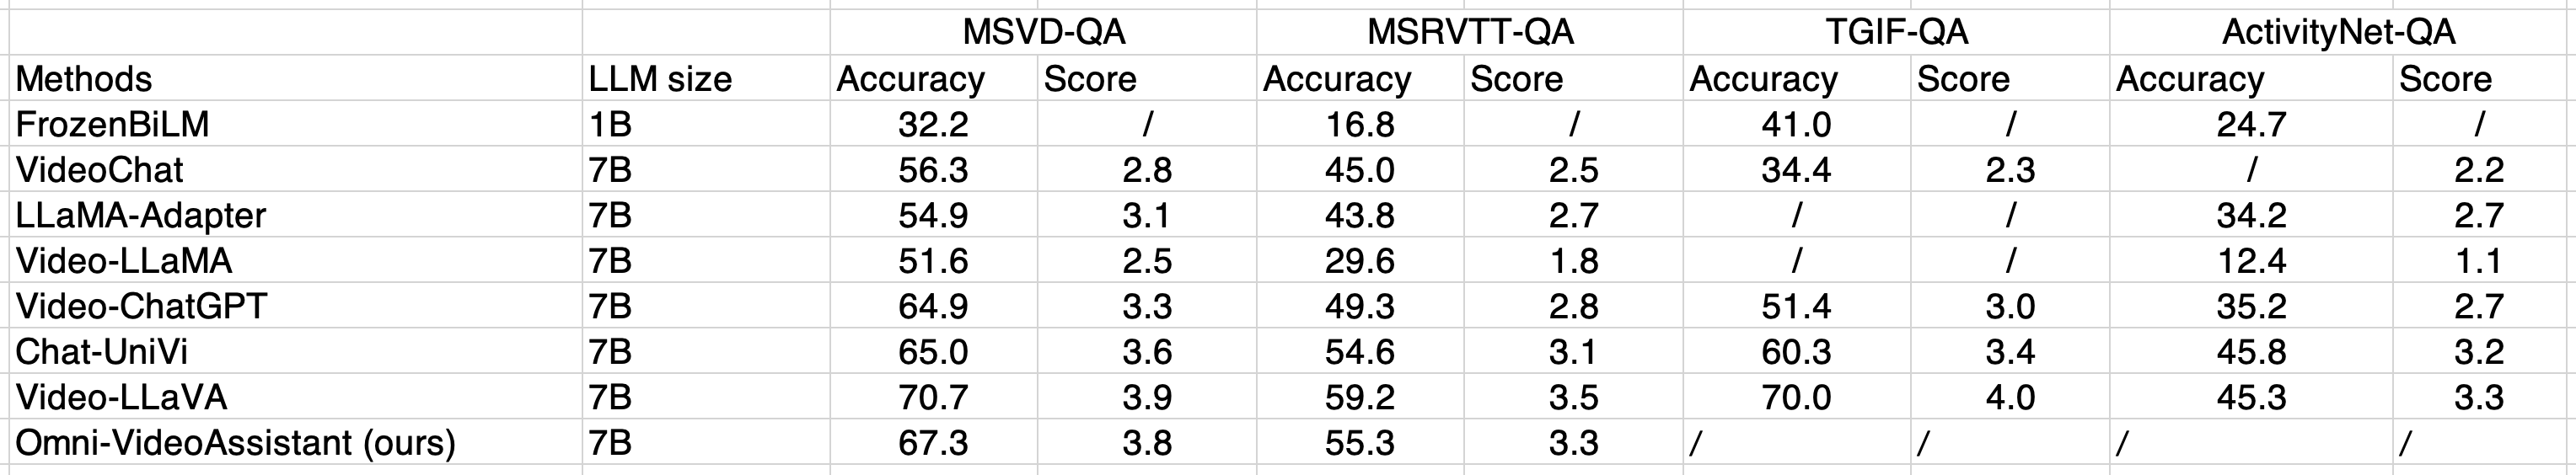 MSVD-QA MSRVTT-QA TGIF-QA ActivityNet-QA
Methods LLM size Accuracy Score Accuracy Score Accuracy Score Accuracy Score
FrozenBiLM 1B 32.2 / 16.8 / 41.0 / 24.7 /
VideoChat 7B 56.3 2.8 45.0 2.5 34.4 2.3 / 2.2
LLaMA-Adapter 7B 54.9 3.1 43.8 2.7 / / 34.2 2.7
Video-LLaMA 7B 51.6 2.5 29.6 1.8 / / 12.4 1.1
Video-ChatGPT 7B 64.9 3.3 49.3 2.8 51.4 3.0 35.2 2.7
Chat-UniVi 7B 65.0 3.6 54.6 3.1 60.3 3.4 45.8 3.2
Video-LLaVA 7B 70.7 3.9 59.2 3.5 70.0 4.0 45.3 3.3
Omni-VideoAssistant (ours) 7B 67.3 3.8 55.3 3.3 / / / /